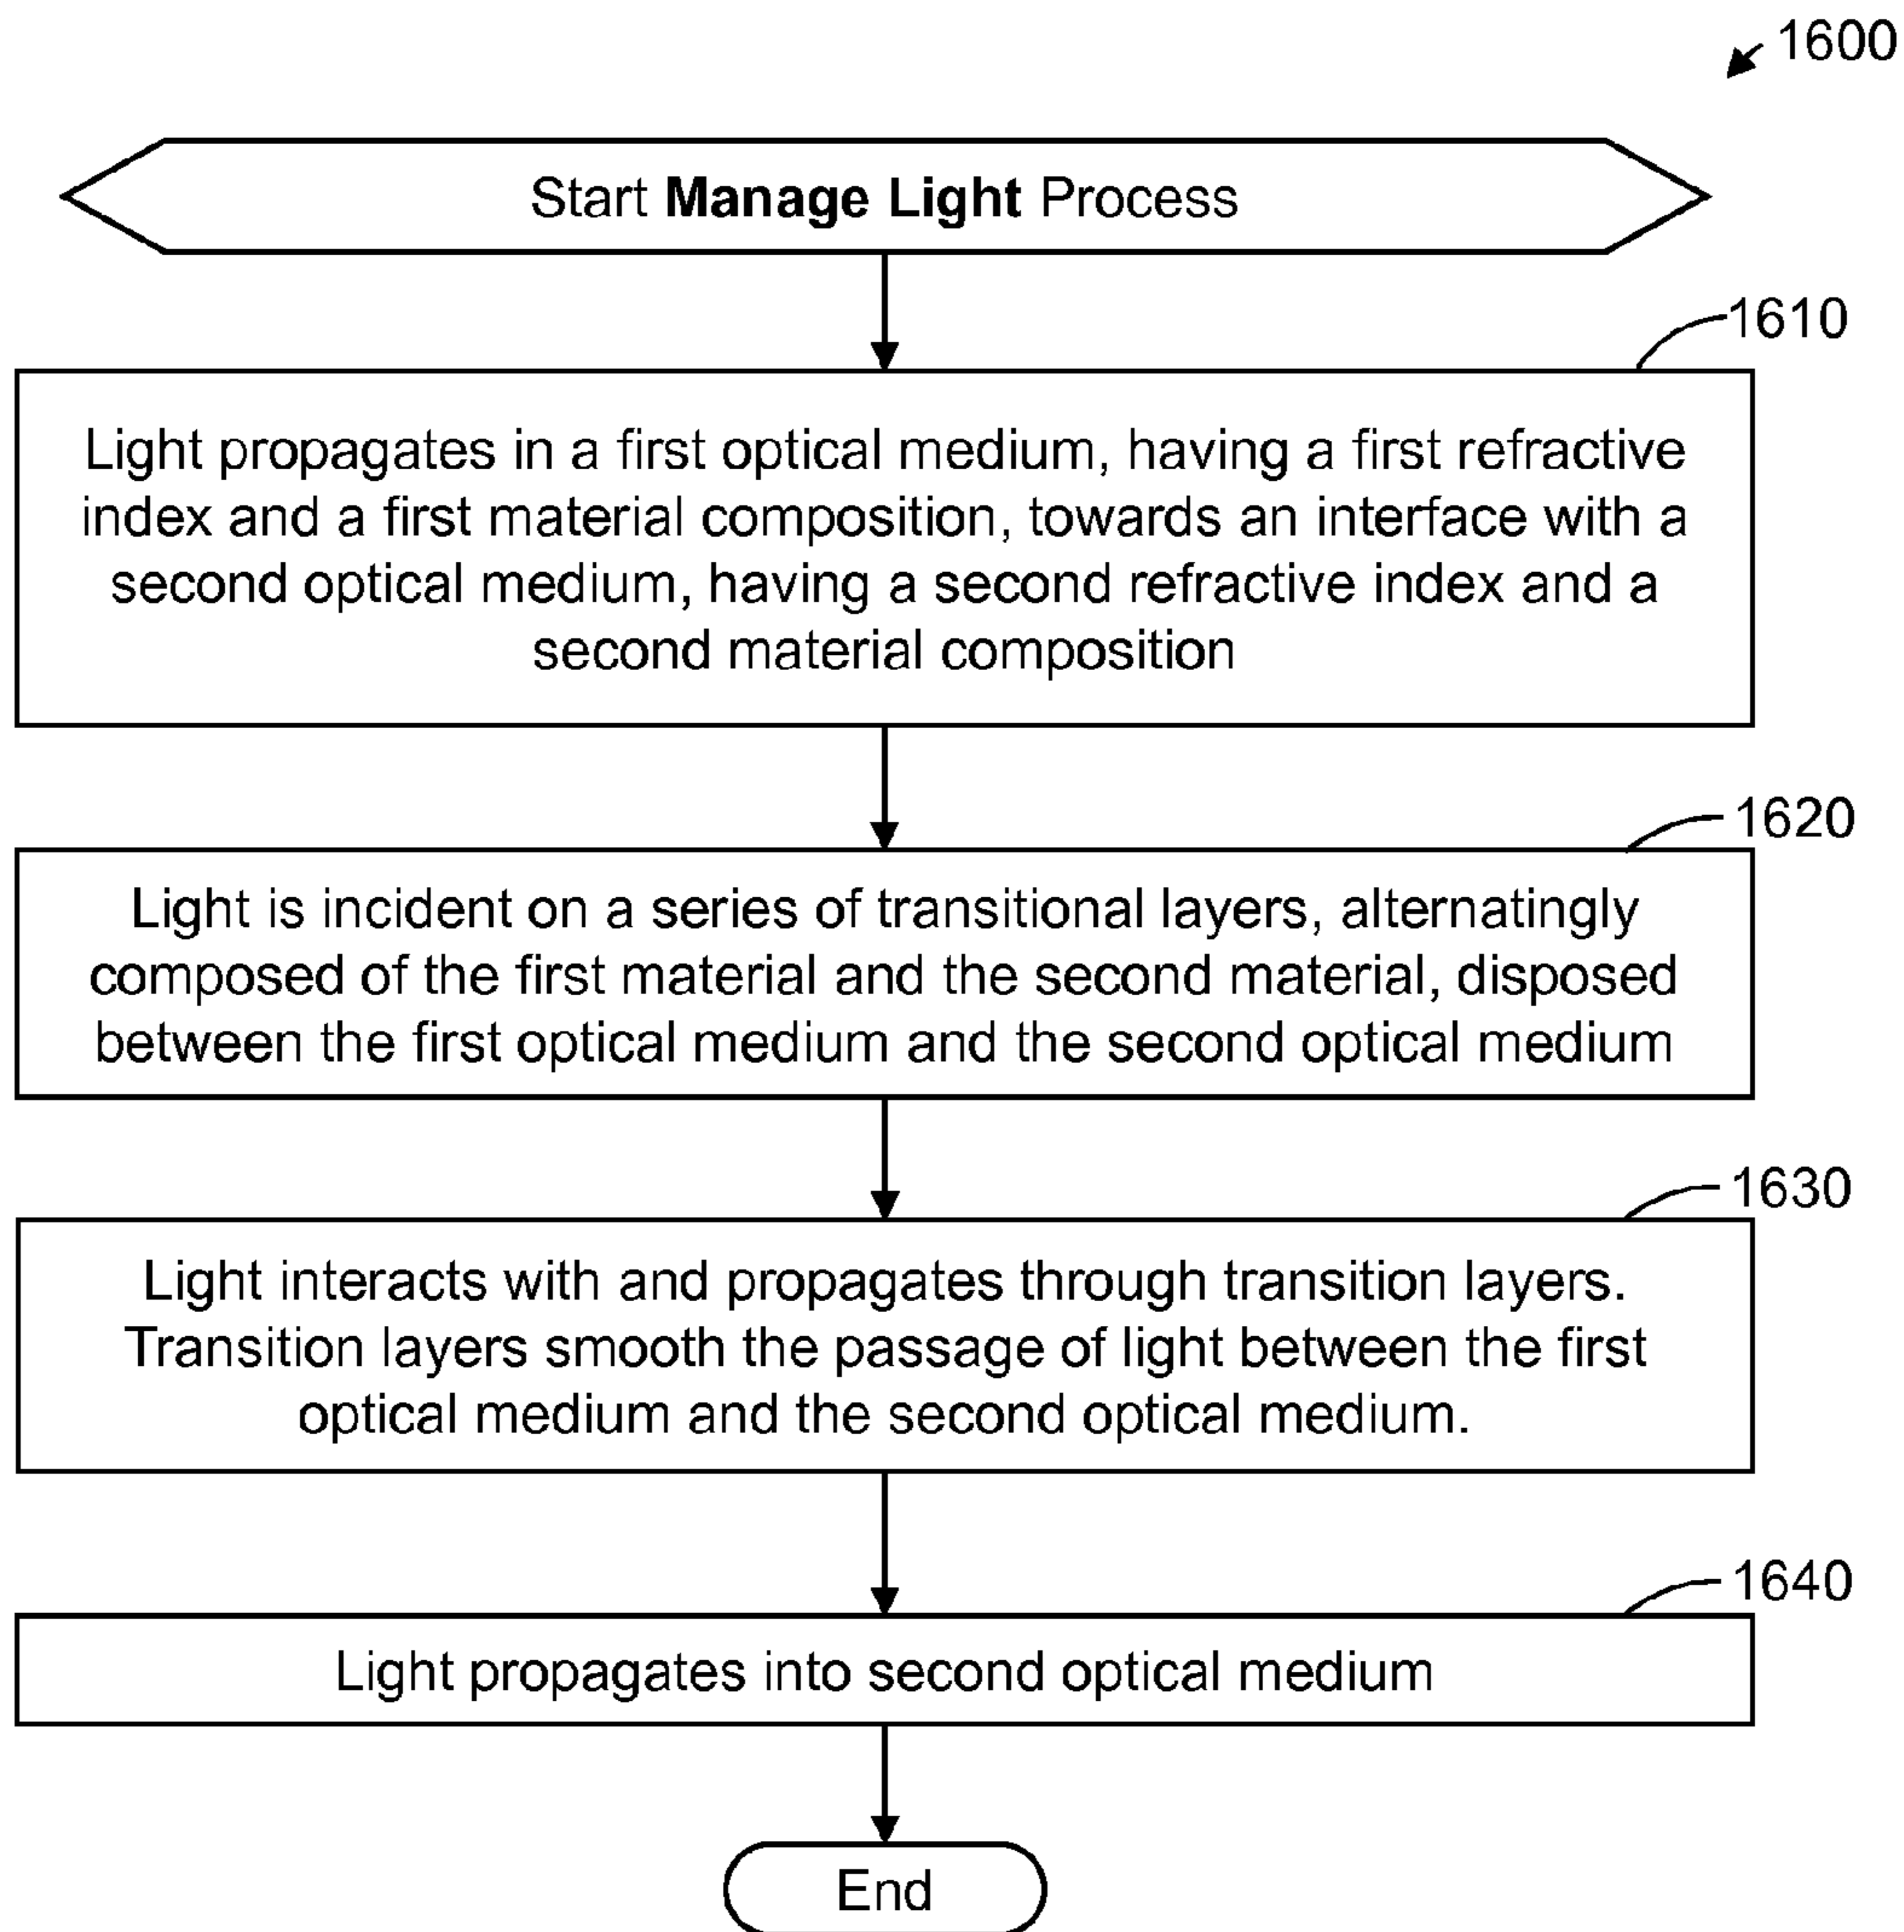 1600
Start Manage Light Process
1610
Light propagates in a first optical medium, having a first refractive
index and a first material composition, towards an interface with a
second optical medium, having a second refractive index and a
second material composition
1620
Light is incident on a series of transitional layers, alternatingly
composed of the first material and the second material, disposed
between the first optical medium and the second optical medium
1630
Light interacts with and propagates through transition layers.
Transition layers smooth the passage of light between the first
optical medium and the second optical medium.
1640
Light propagates into second optical medium
End